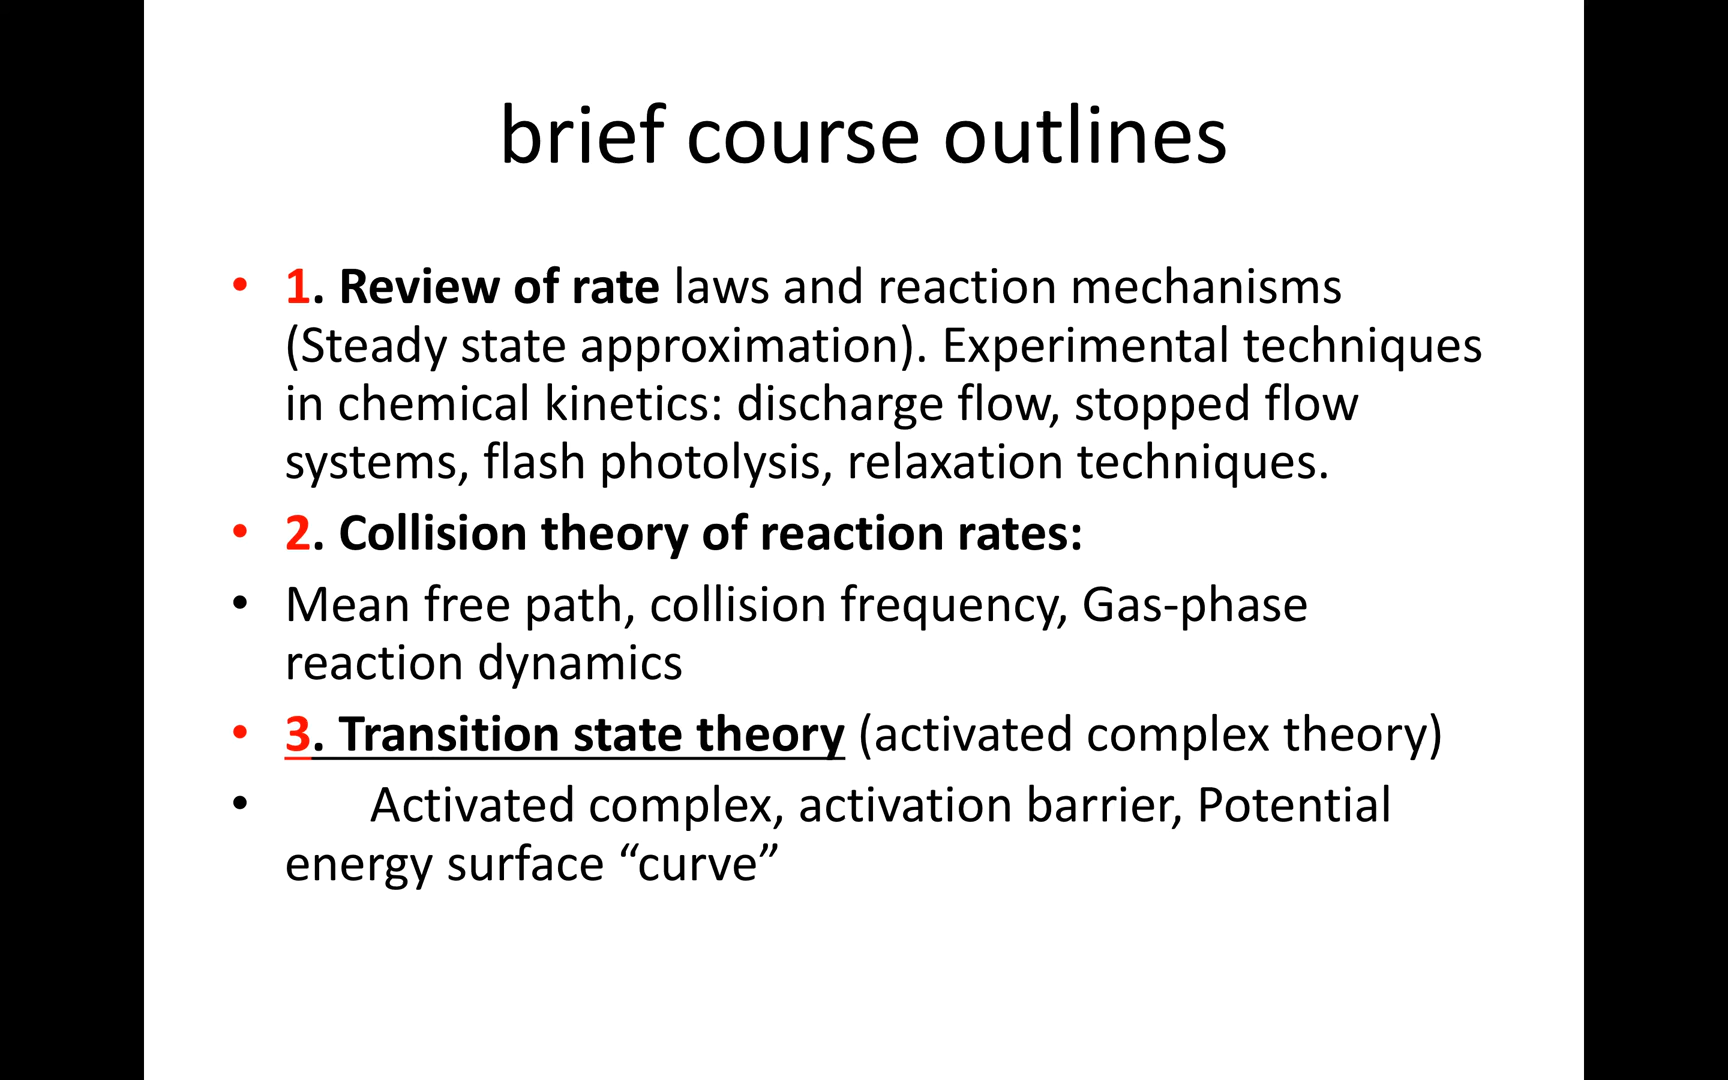 brief course outlines
• 1. Review of rate laws and reaction mechanisms
(Steady state approximation). Experimental techniques
in chemical kinetics: discharge flow, stopped flow
systems, flash photolysis, relaxation techniques.
• 2. Collision theory of reaction rates:
• Mean free path, collision frequency, Gas-phase
reaction dynamics
• 3. Transition state theory (activated complex theory)
• Activated complex, activation barrier, Potential
energy surface “curve”